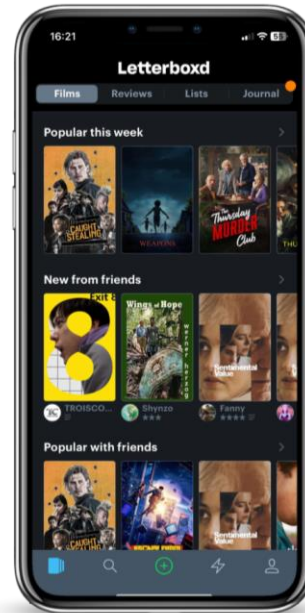 16:21
Letterboxd
Films Reviews Lists Journal
Popular this week
CAUGHT
STEALING
WEAPONS
The
Thursday
MURDER
Club
THU
New from friends
Exit 8
Wings of Hope
werner herzog
Sentimental
Value
TROISCO... Shynzo Fanny
Popular with friends
CAUGHT
STEALING
Sentimental
Value